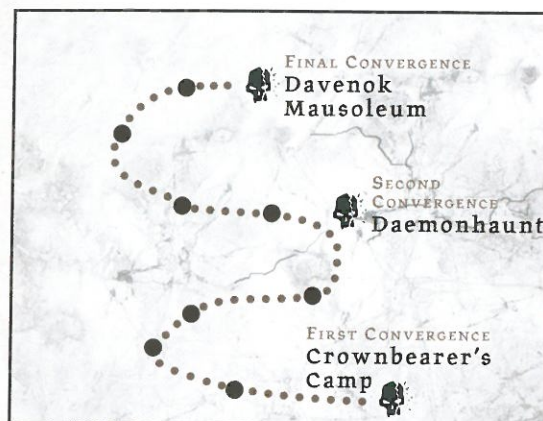 FINAL CONVERGENCE
Davenok
Mausoleum
SECOND
CONVERGENCE
Daemonhaunt
FIRST CONVERGENCE
Crownbearer's
Camp